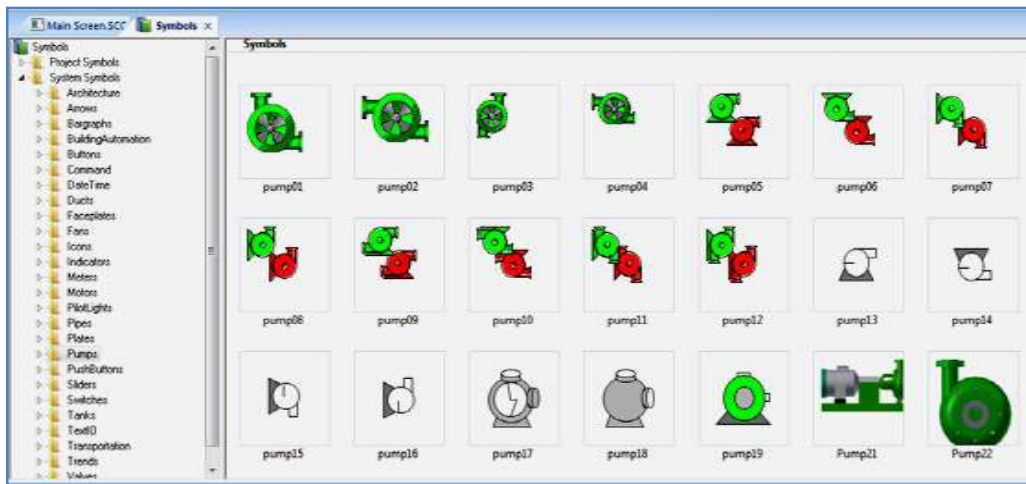 Main Screen.SCC
Symbols
Symbols
Project Symbols
System Symbols
Architecture
Arrows
Bargraphs
BuildingAutomation
Buttons
Command
DateTime
Ducts
Faceplates
Fans
Icons
Indicators
Meters
Motors
PilotLights
Pipes
Plates
Pumps
PushButtons
Sliders
Switches
Tanks
TextIO
Transportation
Trends
Valves
Symbols
pump01 pump02 pump03 pump04 pump05 pump06 pump07
pump08 pump09 pump10 pump11 pump12 pump13 pump14
pump15 pump16 pump17 pump18 pump19 Pump21 Pump22